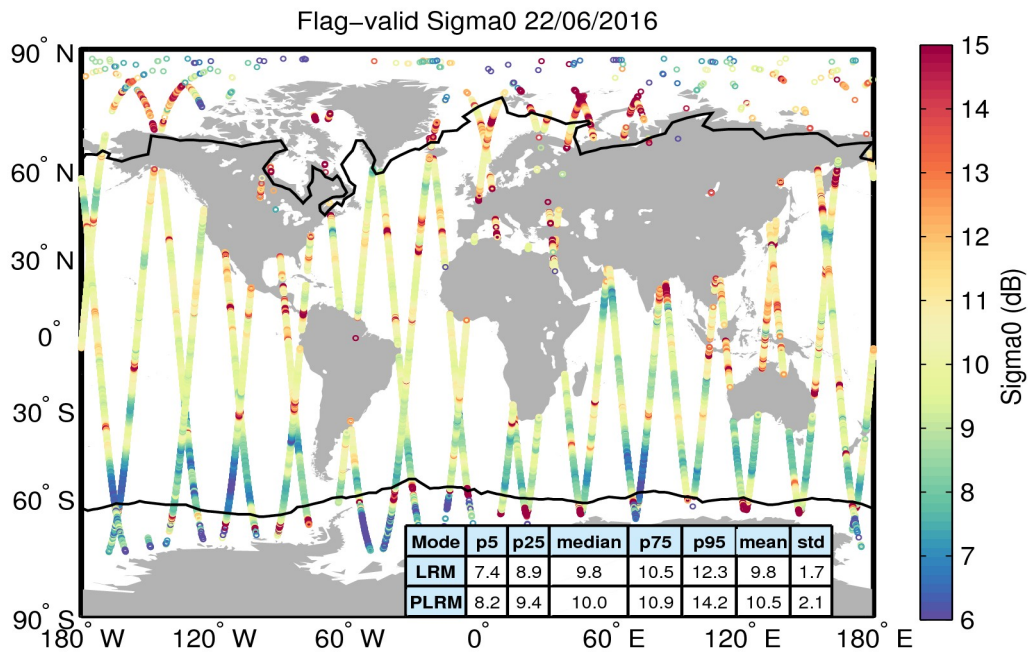 Flag−valid Sigma0 22/06/2016
90° N
60° N
30° N
0°
30° S
60° S
90° S
180° W
120° W
60° W
0°
60° E
120° E
180° E
Mode p5 p25 median p75 p95 mean std
LRM 7.4 8.9 9.8 10.5 12.3 9.8 1.7
PLRM 8.2 9.4 10.0 10.9 14.2 10.5 2.1
15
14
13
12
11
10
9
8
7
6
Sigma0 (dB)